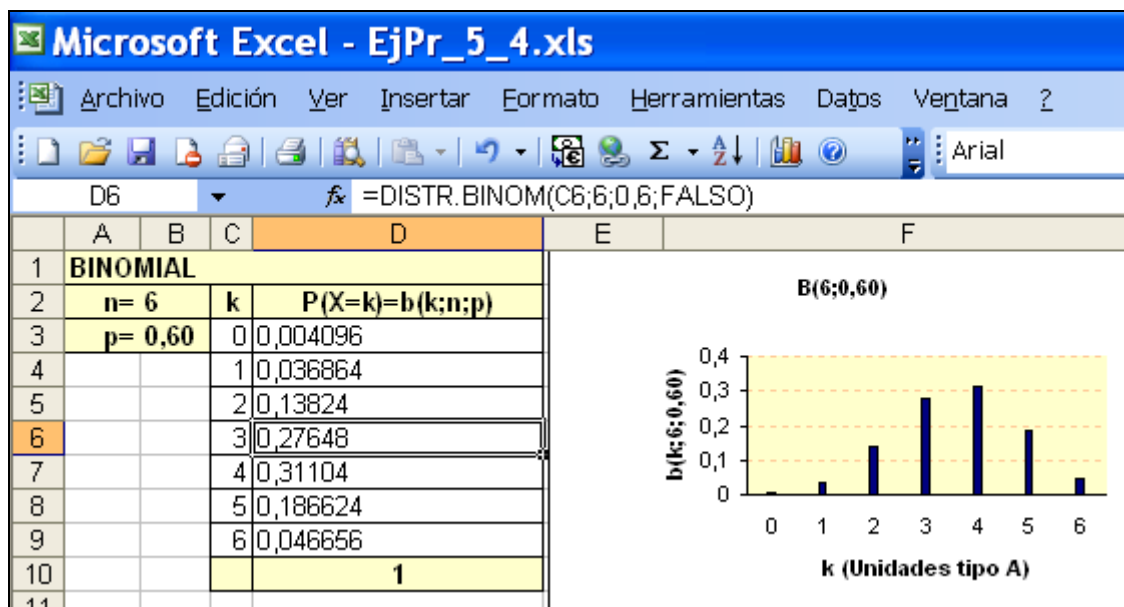 Microsoft Excel - EjPr_5_4.xls
Archivo Edición Ver Insertar Formato Herramientas Datos Ventana ?
Σ A Z Arial
D6 fx =DISTR.BINOM(C6;6;0,6;FALSO)
A B C D E F
1 BINOMIAL
2 n= 6 k P(X=k)=b(k;n;p)
3 p= 0,60 0 0,004096
4 1 0,036864
5 2 0,13824
6 3 0,27648
7 4 0,31104
8 5 0,186624
9 6 0,046656
10 1
11
B(6;0,60)
b(k;6;0,60)
0,4
0,3
0,2
0,1
0
0 1 2 3 4 5 6
k (Unidades tipo A)